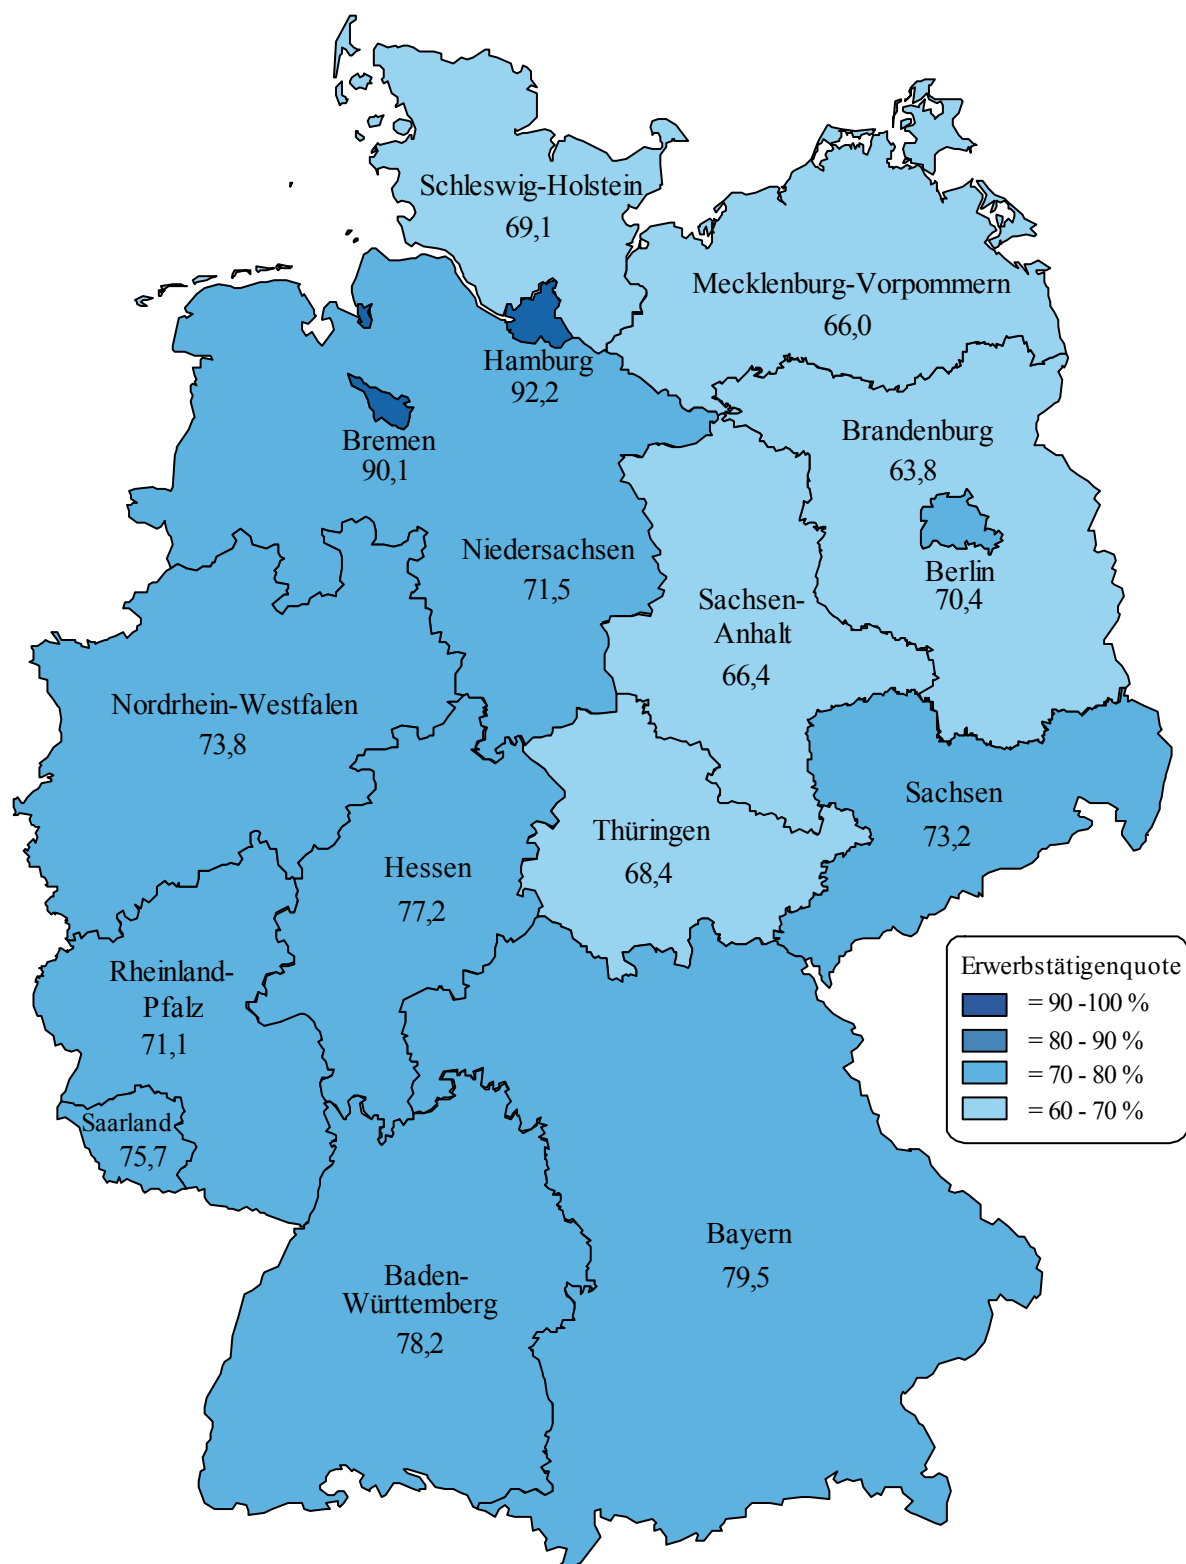 Schleswig-Holstein
69,1
Mecklenburg-Vorpommern
66,0
Hamburg
92,2
Bremen
90,1
Brandenburg
63,8
Niedersachsen
71,5
Berlin
70,4
Sachsen-
Anhalt
66,4
Nordrhein-Westfalen
73,8
Sachsen
73,2
Thüringen
68,4
Hessen
77,2
Rheinland-
Pfalz
71,1
Saarland
75,7
Bayern
79,5
Baden-
Württemberg
78,2
Erwerbstätigenquote
= 90 -100 %
= 80 - 90 %
= 70 - 80 %
= 60 - 70 %